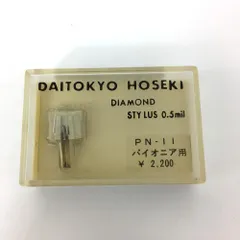 DAITOKYO HOSEKI
DIAMOND
STYLUS 0.5mil
PN-11
パイオニア用
¥ 2,200